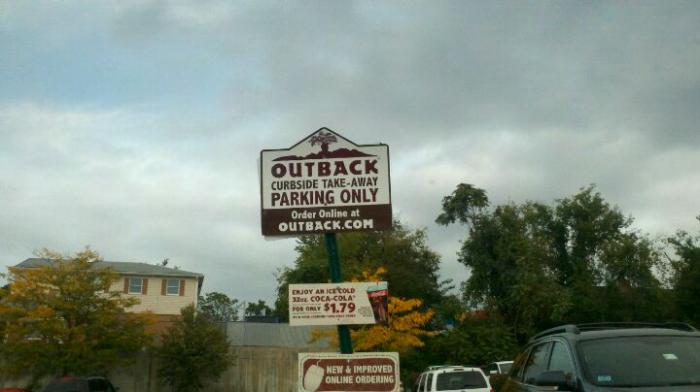 OUTBACK
CURBSIDE TAKE-AWAY
PARKING ONLY
Order Online at
OUTBACK.COM
ENJOY AN ICE COLD
32oz. COCA-COLA
FOR ONLY $1.79
NEW & IMPROVED
ONLINE ORDERING